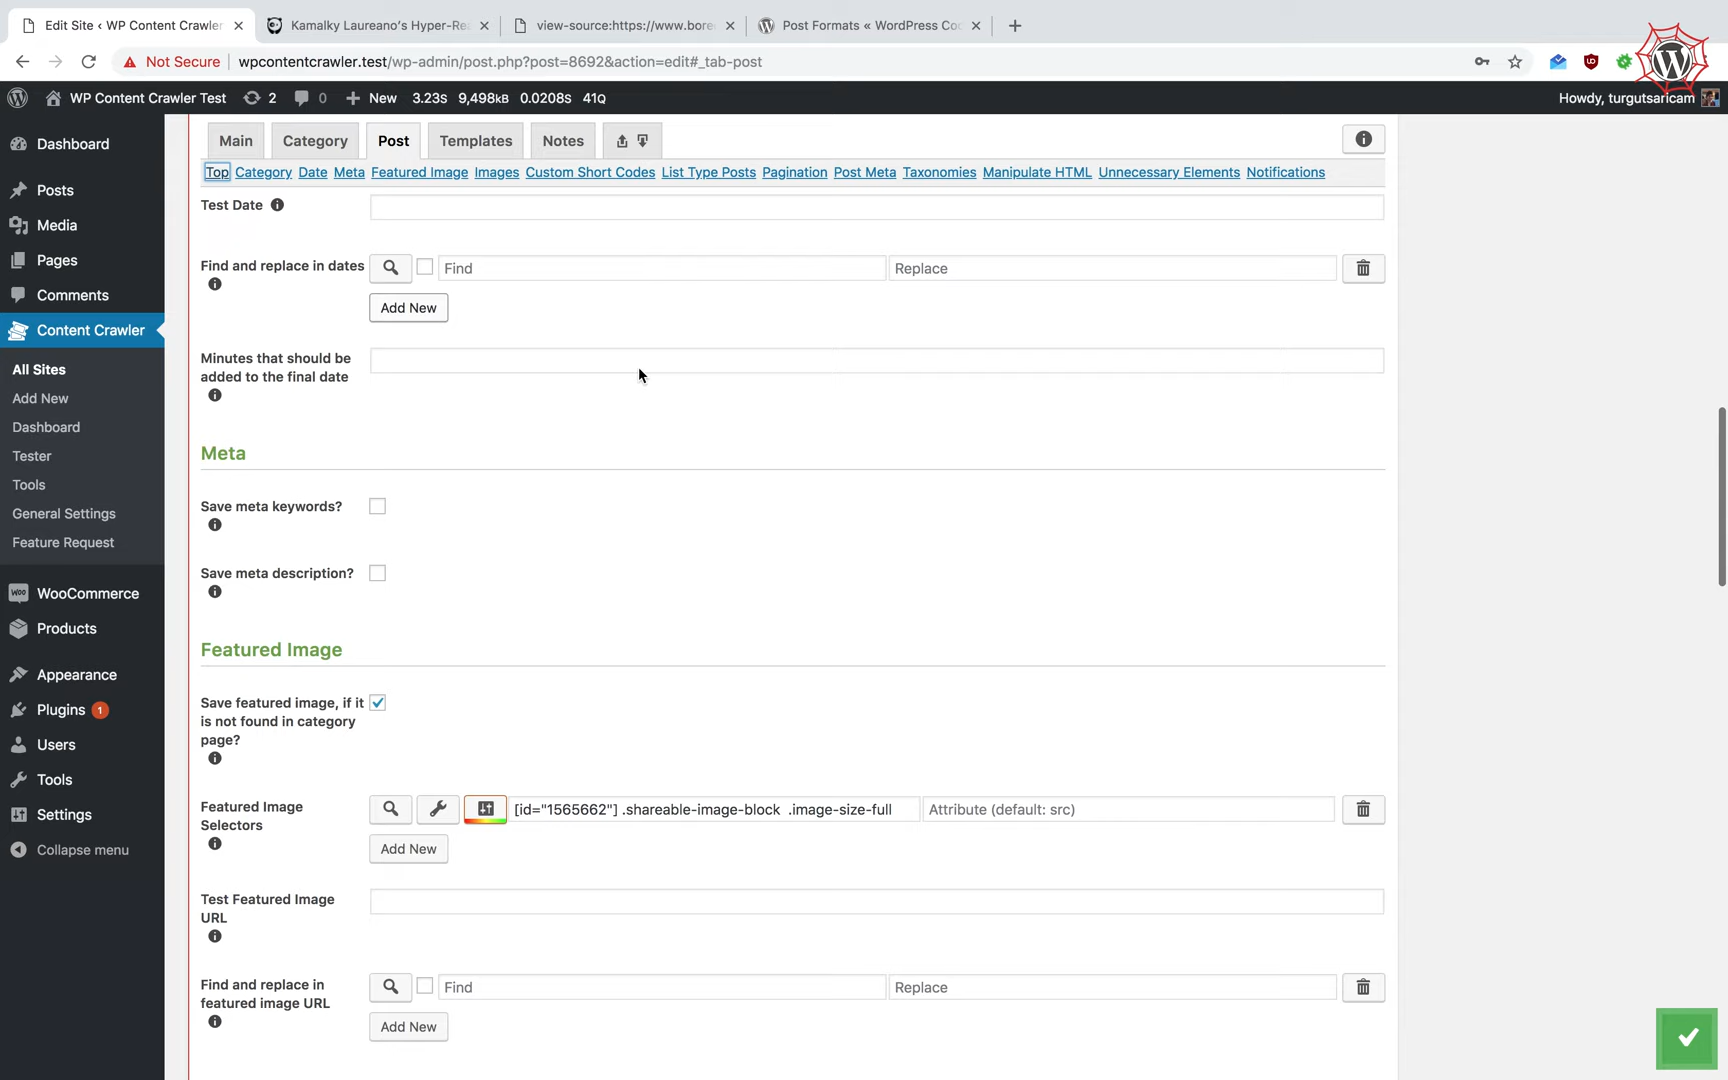 Edit Site ‹ WP Content Crawler
Kamalky Laureano's Hyper-Re
view-source:https://www.bore
Post Formats « WordPress Co
Not Secure
wpcontentcrawler.test/wp-admin/post.php?post=8692&action=edit#_tab-post
WP Content Crawler Test
2
0
New
3.23s 9,498kB 0.0208s 41Q
Howdy, turgutsaricam
Dashboard
Posts
Media
Pages
Comments
Content Crawler
All Sites
Add New
Dashboard
Tester
Tools
General Settings
Feature Request
WooCommerce
Products
Appearance
Plugins 1
Users
Tools
Settings
Collapse menu
Main
Category
Post
Templates
Notes
Top Category Date Meta Featured Image Images Custom Short Codes List Type Posts Pagination Post Meta Taxonomies Manipulate HTML Unnecessary Elements Notifications
Test Date
Find and replace in dates
Find
Replace
Add New
Minutes that should be
added to the final date
Meta
Save meta keywords?
Save meta description?
Featured Image
Save featured image, if it
is not found in category
page?
Featured Image
Selectors
[id="1565662"] .shareable-image-block .image-size-full
Attribute (default: src)
Add New
Test Featured Image
URL
Find and replace in
featured image URL
Find
Replace
Add New